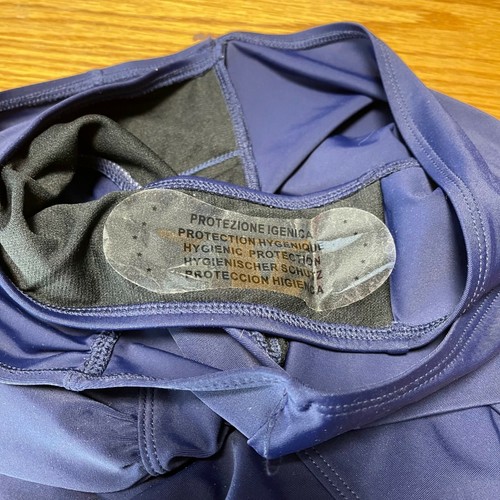 PROTEZIONE IGENICA
PROTECTION HYGENIQUE
HYGIENIC PROTECTION
HYGIENISCHER SCHUTZ
PROTECCION HIGIENICA